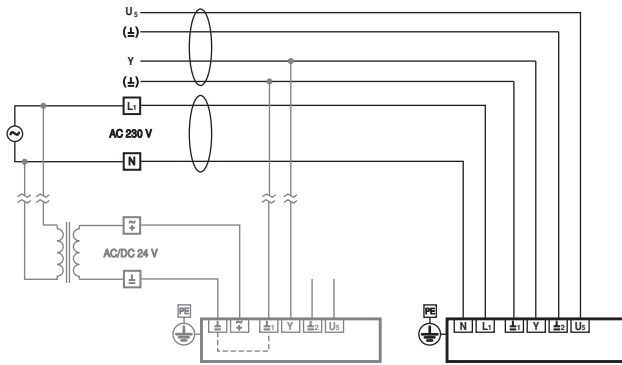 U5
(⏊)
Y
(⏊)
L1
AC 230 V
N
~
+
AC/DC 24 V
⏊
PE
⏊ ~+ ⏊1 Y ⏊2 U5
PE
N L1 ⏊1 Y ⏊2 U5